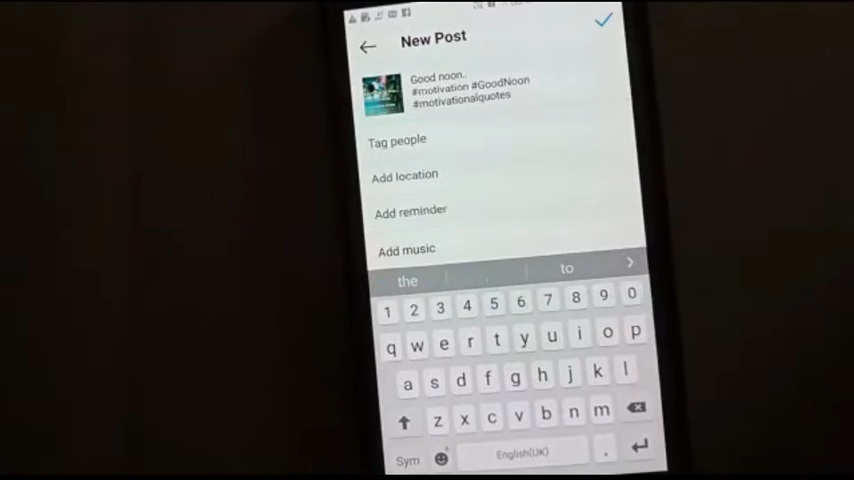 New Post
Good noon..
#motivation #GoodNoon
#motivationalquotes
Tag people
Add location
Add reminder
Add music
the , to >
1 2 3 4 5 6 7 8 9 0
q w e r t y u i o p
a s d f g h j k l
z x c v b n m
Sym English(UK) .